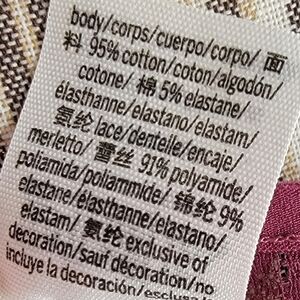 body/corps/cuerpo/corpo/ 面
料 95% cotton/coton/algodón/
cotone/ 棉 5% elastane/
élasthanne/elastano/elastam/
氨纶 lace/dentelle/encaje/
merletto/ 蕾丝 91% polyamide/
poliamida/poliammide/ 锦纶 9%
elastane/élasthanne/elastano/
elastam/ 氨纶 exclusive of
decoration/sauf décoration/no
incluye la decoración/esclusa